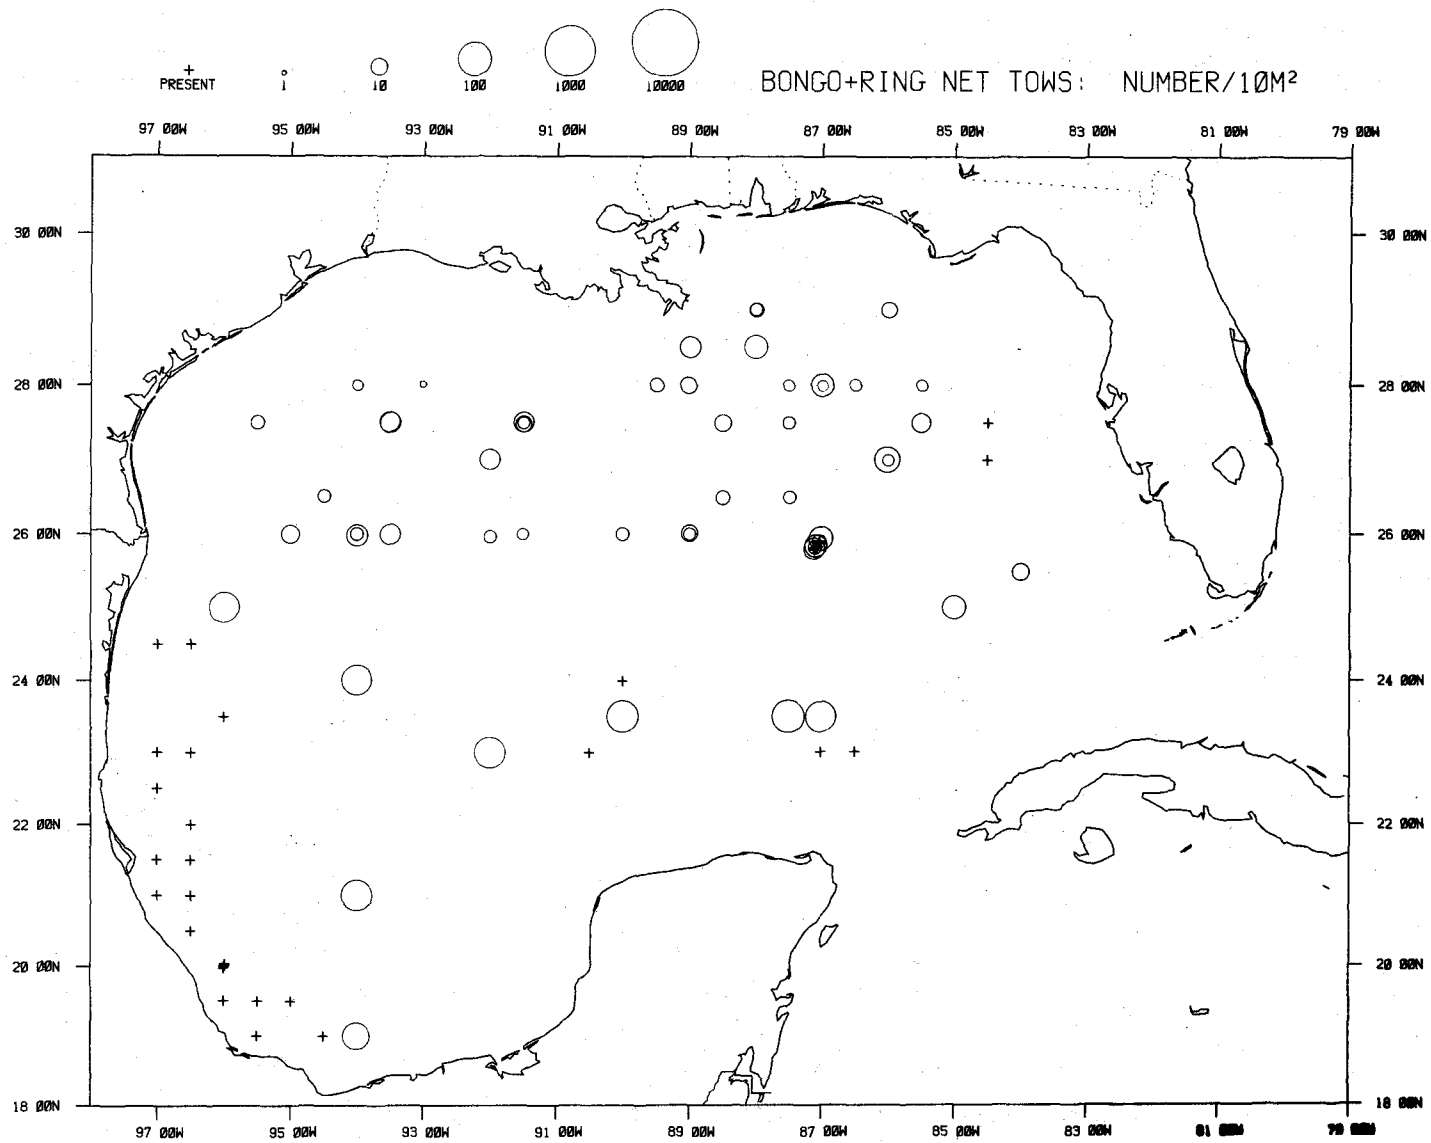 +
PRESENT 1 10 100 1000 10000
BONGO+RING NET TOWS: NUMBER/10M²
97 00W 95 00W 93 00W 91 00W 89 00W 87 00W 85 00W 83 00W 81 00W 79 00W
30 00N 30 00N
28 00N 28 00N
26 00N 26 00N
24 00N 24 00N
22 00N 22 00N
20 00N 20 00N
18 00N 18 00N
97 00W 95 00W 93 00W 91 00W 89 00W 87 00W 85 00W 83 00W 81 00W 79 00W